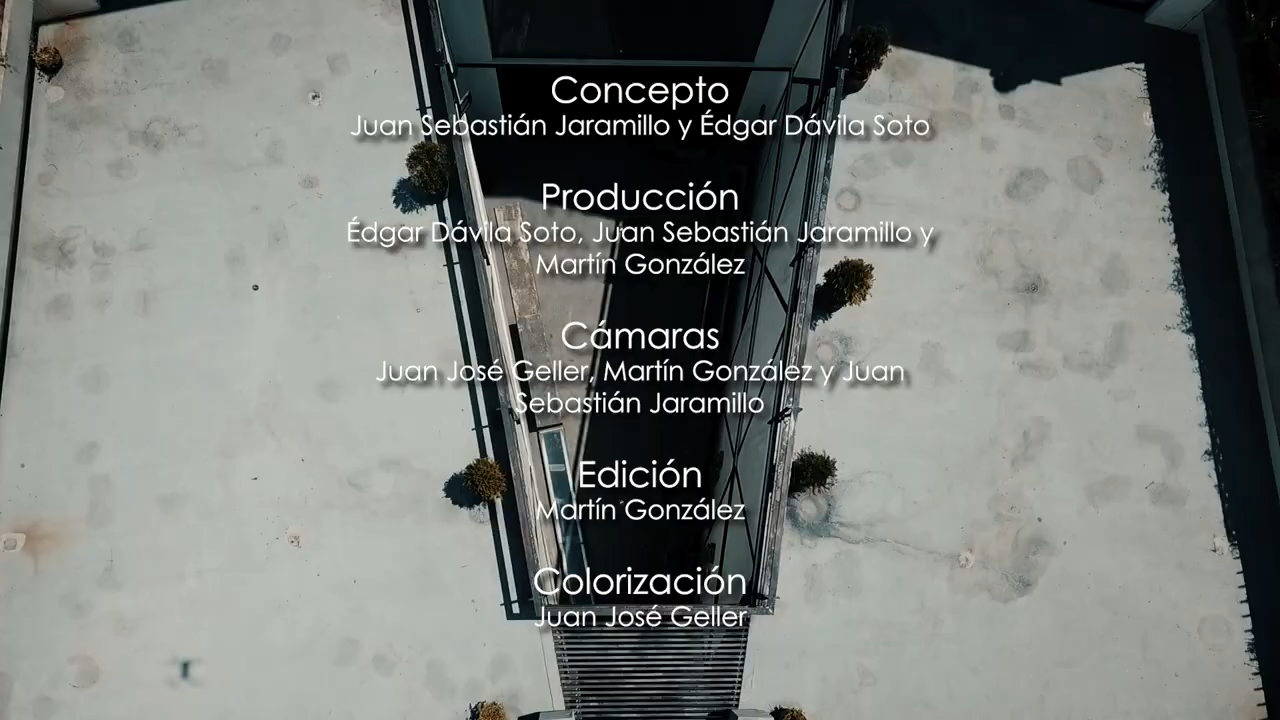 Concepto
Juan Sebastián Jaramillo y Édgar Dávila Soto
Producción
Édgar Dávila Soto, Juan Sebastián Jaramillo y
Martín González
Cámaras
Juan José Geller, Martín González y Juan
Sebastián Jaramillo
Edición
Martín González
Colorización
Juan José Geller